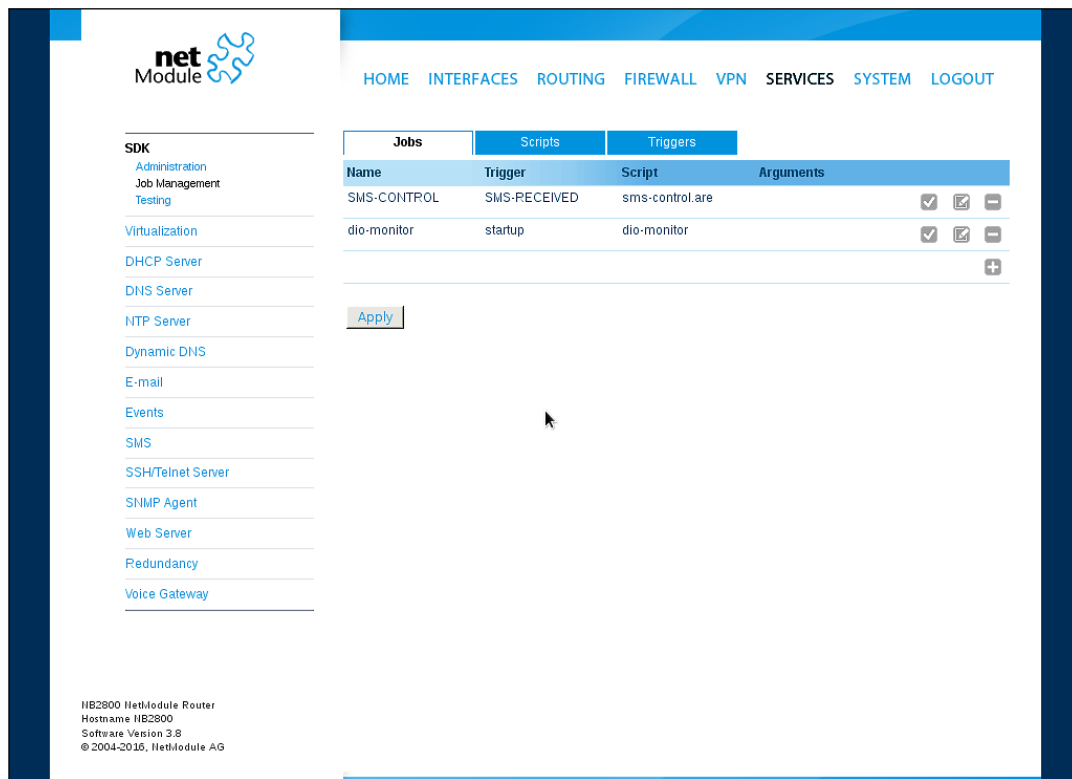 net
Module
HOME INTERFACES ROUTING FIREWALL VPN SERVICES SYSTEM LOGOUT
SDK
Administration
Job Management
Testing
Virtualization
DHCP Server
DNS Server
NTP Server
Dynamic DNS
E-mail
Events
SMS
SSH/Telnet Server
SNMP Agent
Web Server
Redundancy
Voice Gateway
Jobs Scripts Triggers
Name Trigger Script Arguments
SMS-CONTROL SMS-RECEIVED sms-control.are
dio-monitor startup dio-monitor
Apply
NB2800 NetModule Router
Hostname NB2800
Software Version 3.8
© 2004-2016, NetModule AG